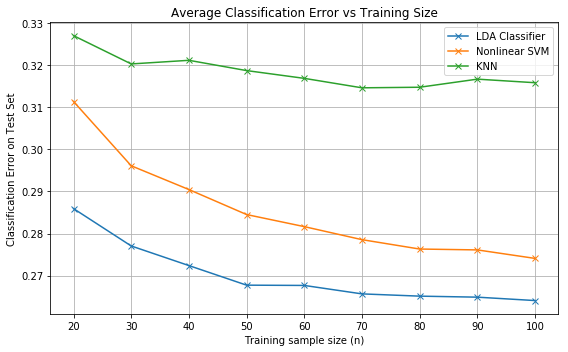 Average Classification Error vs Training Size
Classification Error on Test Set
0.33
0.32
0.31
0.30
0.29
0.28
0.27
LDA Classifier
Nonlinear SVM
KNN
20 30 40 50 60 70 80 90 100
Training sample size (n)